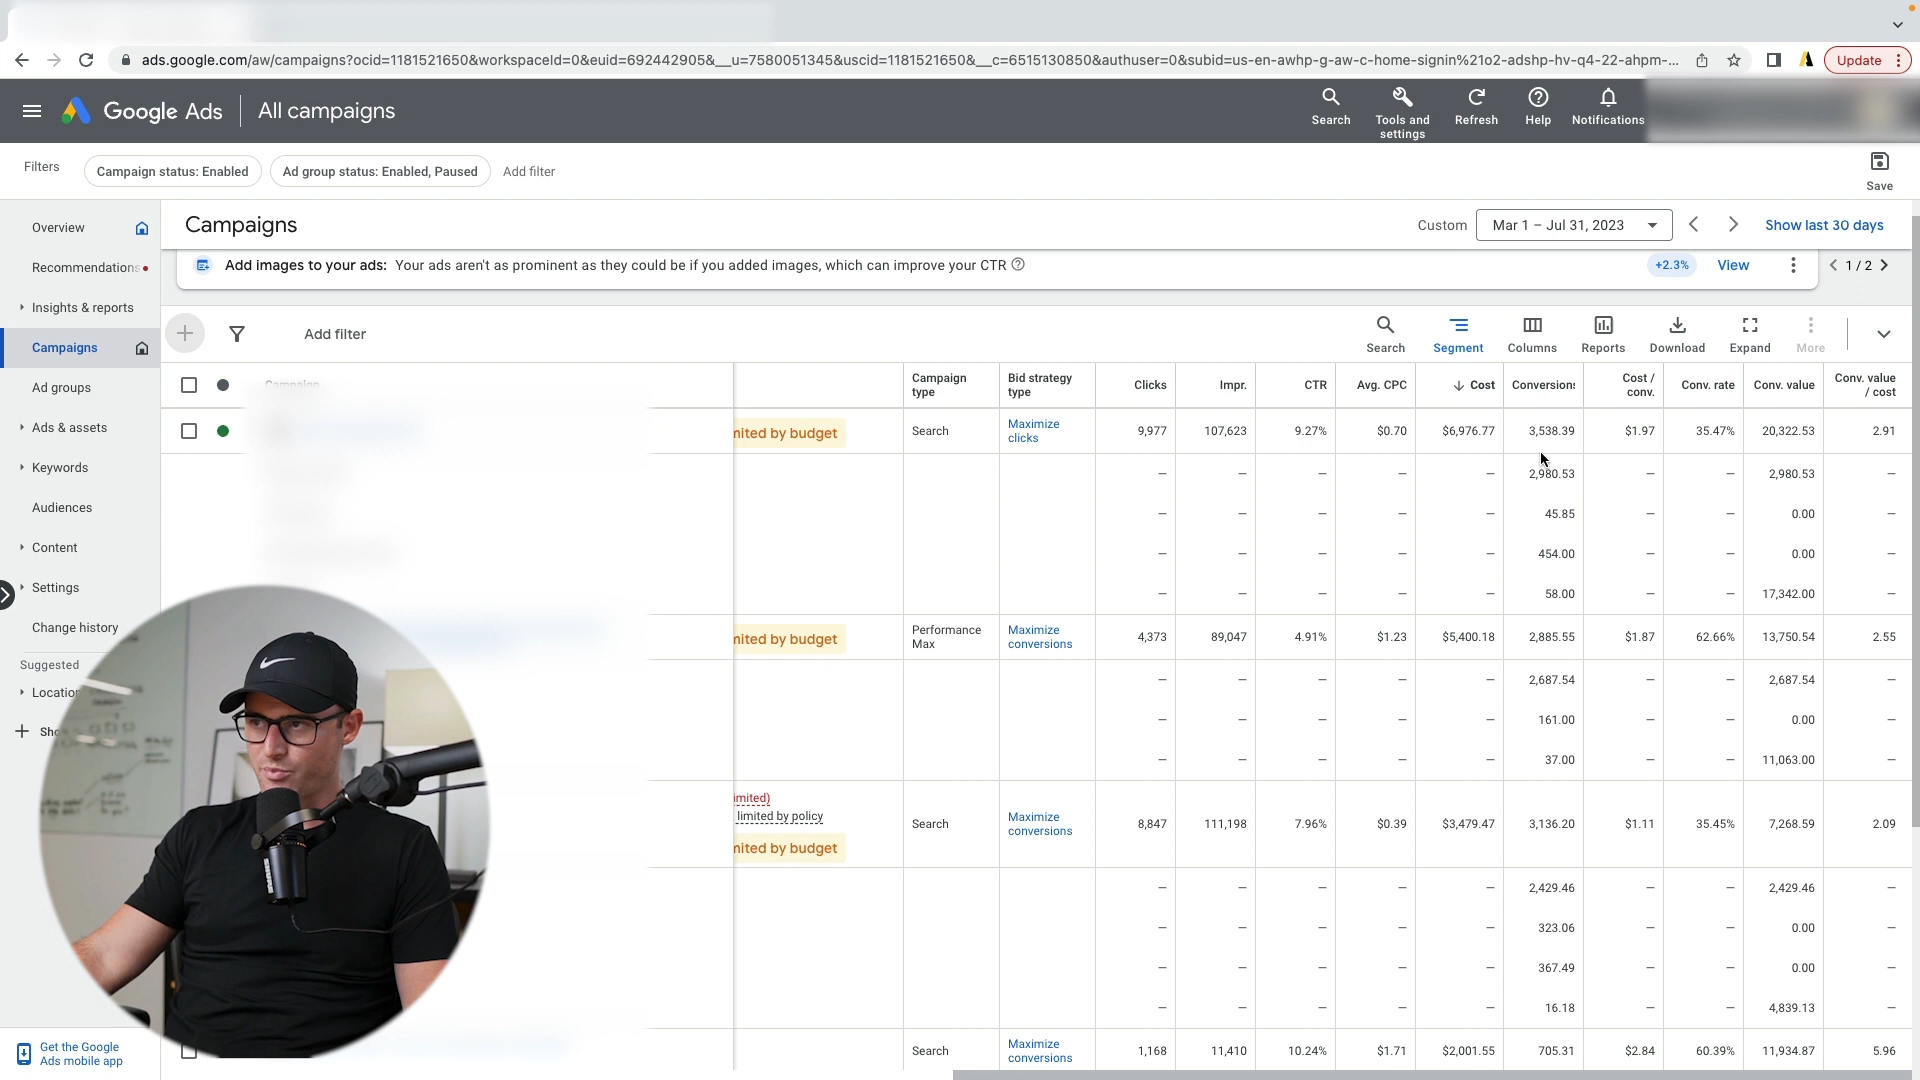 ads.google.com/aw/campaigns?ocid=1181521650&workspaceId=0&euid=692442905&__u=7580051345&uscid=1181521650&__c=6515130850&authuser=0&subid=us-en-awhp-g-aw-c-home-signin%21o2-adshp-hv-q4-22-ahpm-...
Update
Google Ads
All campaigns
Search
Tools and
settings
Refresh
Help
Notifications
Filters
Campaign status: Enabled
Ad group status: Enabled, Paused
Add filter
Save
Overview
Recommendations
Insights & reports
Campaigns
Ad groups
Ads & assets
Keywords
Audiences
Content
Settings
Change history
Suggested
Get the Google
Ads mobile app
Campaigns
Custom
Mar 1 – Jul 31, 2023
Show last 30 days
Add images to your ads: Your ads aren't as prominent as they could be if you added images, which can improve your CTR
+2.3%
View
1 / 2
Add filter
Search
Segment
Columns
Reports
Download
Expand
More
Campaign
Campaign
type
Bid strategy
type
Clicks
Impr.
CTR
Avg. CPC
Cost
Conversions
Cost /
conv.
Conv. rate
Conv. value
Conv. value
/ cost
mited by budget
Search
Maximize
clicks
9,977 107,623 9.27% $0.70 $6,976.77 3,538.39 $1.97 35.47% 20,322.53 2.91
— — — — — 2,980.53 — — 2,980.53 —
— — — — — 45.85 — — 0.00 —
— — — — — 454.00 — — 0.00 —
— — — — — 58.00 — — 17,342.00 —
mited by budget
Performance
Max
Maximize
conversions
4,373 89,047 4.91% $1.23 $5,400.18 2,885.55 $1.87 62.66% 13,750.54 2.55
— — — — — 2,687.54 — — 2,687.54 —
— — — — — 161.00 — — 0.00 —
— — — — — 37.00 — — 11,063.00 —
imited)
limited by policy
mited by budget
Search
Maximize
conversions
8,847 111,198 7.96% $0.39 $3,479.47 3,136.20 $1.11 35.45% 7,268.59 2.09
— — — — — 2,429.46 — — 2,429.46 —
— — — — — 323.06 — — 0.00 —
— — — — — 367.49 — — 0.00 —
— — — — — 16.18 — — 4,839.13 —
Search
Maximize
conversions
1,168 11,410 10.24% $1.71 $2,001.55 705.31 $2.84 60.39% 11,934.87 5.96